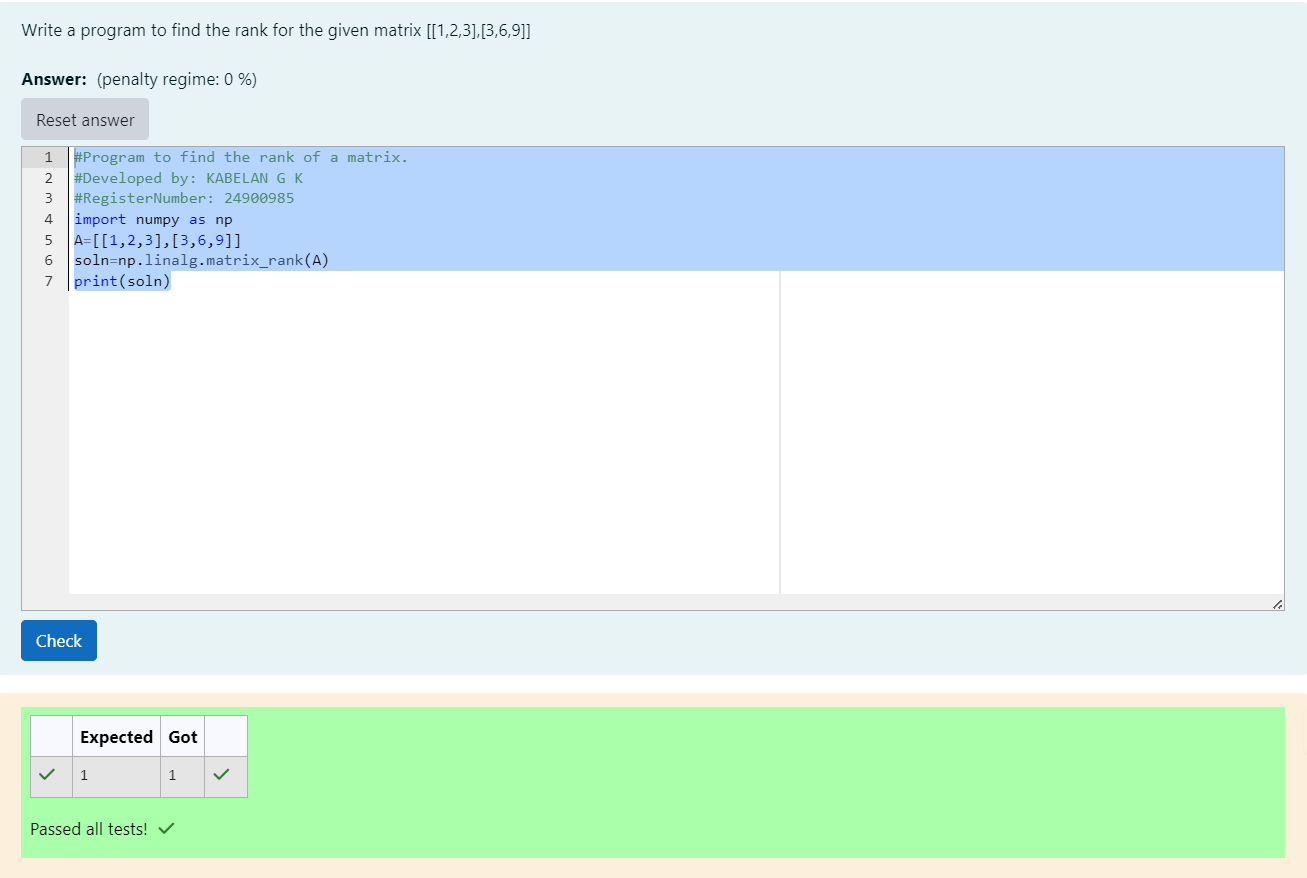 Write a program to find the rank for the given matrix [[1,2,3],[3,6,9]]
Answer: (penalty regime: 0 %)
Reset answer
1 #Program to find the rank of a matrix.
2 #Developed by: KABELAN G K
3 #RegisterNumber: 24900985
4 import numpy as np
5 A=[[1,2,3],[3,6,9]]
6 soln=np.linalg.matrix_rank(A)
7 print(soln)
Check
Expected Got
1 1
Passed all tests!